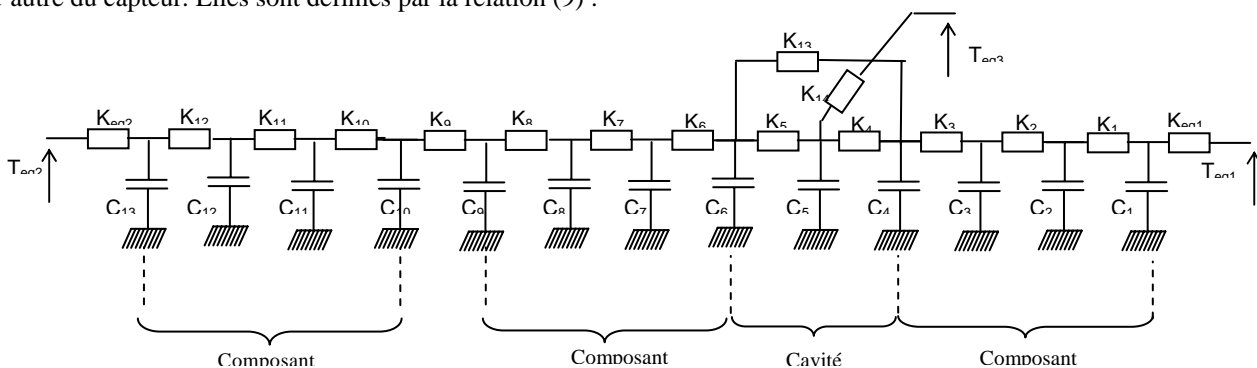 l'autre du capteur. Elles sont définies par la relation (9) :
K13
Teq3
K14
Keq2 K12 K11 K10 K9 K8 K7 K6 K5 K4 K3 K2 K1 Keq1
Teq2 Teq1
C13 C12 C11 C10 C9 C8 C7 C6 C5 C4 C3 C2 C1
Composant Composant Cavité Composant